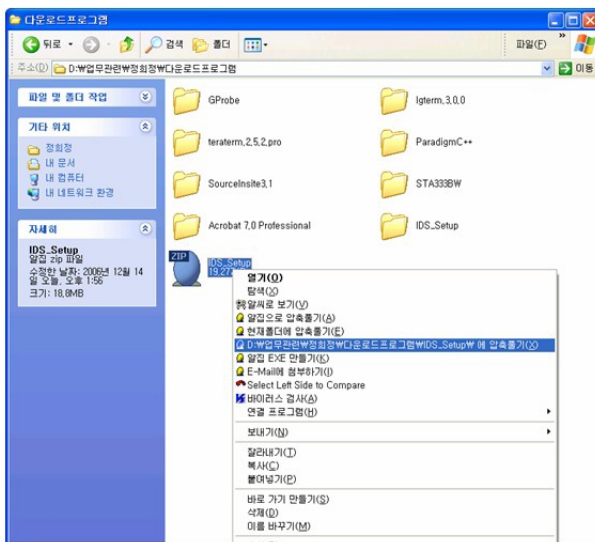 다운로드프로그램
뒤로
검색
폴더
파일(F)
»
주소(D)
D:₩업무관련₩정희정₩다운로드프로그램
이동
파일 및 폴더 작업
기타 위치
정희정
내 문서
내 컴퓨터
내 네트워크 환경
자세히
IDS_Setup
알집 zip 파일
수정한 날짜: 2006년 12월 14
일 오늘, 오후 1:56
크기: 18,8MB
GProbe
lgterm,3,0,0
teraterm,2,5,2,pro
ParadigmC++
SourceInsite3,1
STA333BW
Acrobat 7,0 Professional
IDS_Setup
ZIP
IDS_Setup
열기(O)
탐색(X)
알씨로 보기(V)
알집으로 압축풀기(A)
현재폴더에 압축풀기(E)
D:₩업무관련₩정희정₩다운로드프로그램₩IDS_Setup₩ 에 압축풀기(X)
알집 EXE 만들기(K)
E-Mail에 첨부하기(I)
Select Left Side to Compare
바이러스 검사(A)
연결 프로그램(H)
보내기(N)
잘라내기(T)
복사(C)
붙여넣기(P)
바로 가기 만들기(S)
삭제(D)
이름 바꾸기(M)